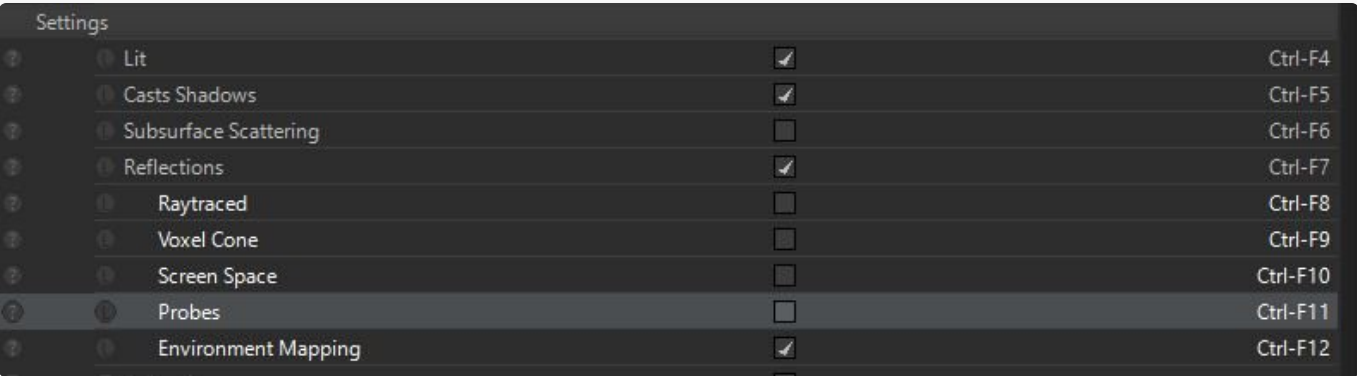 Settings
? L Lit Ctrl-F4
? L Casts Shadows Ctrl-F5
? L Subsurface Scattering Ctrl-F6
? L Reflections Ctrl-F7
? L Raytraced Ctrl-F8
? L Voxel Cone Ctrl-F9
? L Screen Space Ctrl-F10
? L Probes Ctrl-F11
? L Environment Mapping Ctrl-F12